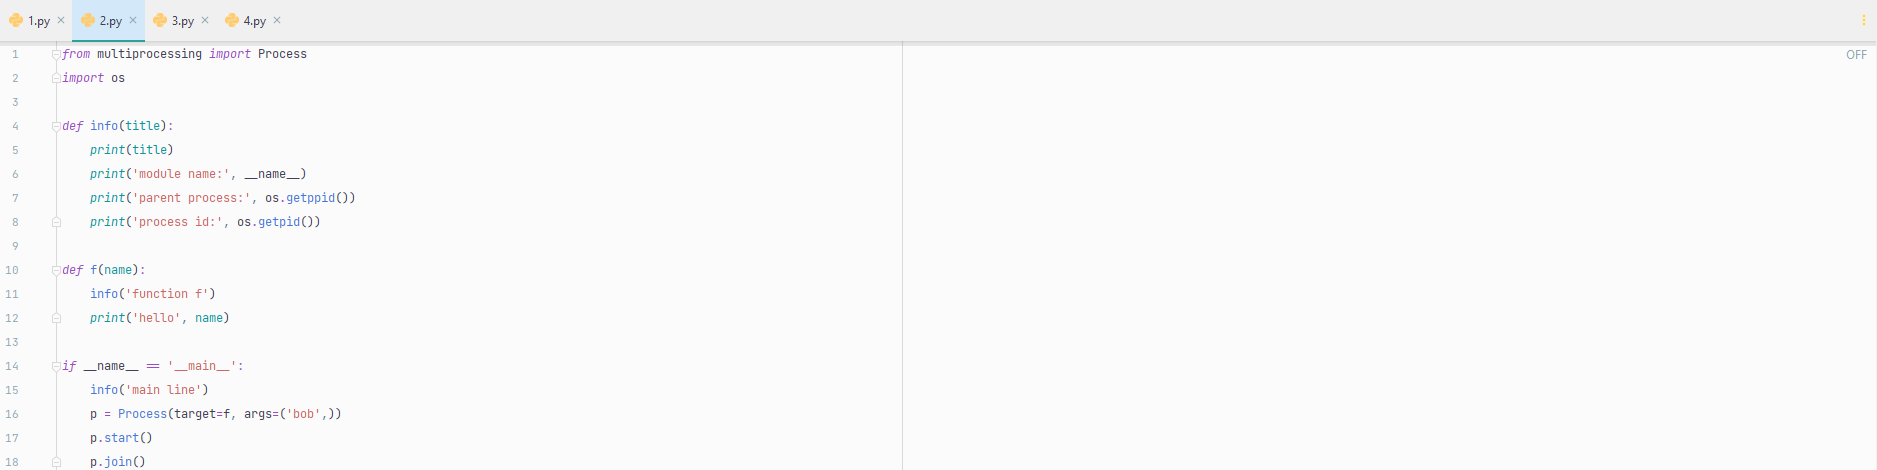 1.py 2.py 3.py 4.py
OFF
1 from multiprocessing import Process
2 import os
3
4 def info(title):
5     print(title)
6     print('module name:', __name__)
7     print('parent process:', os.getppid())
8     print('process id:', os.getpid())
9
10 def f(name):
11     info('function f')
12     print('hello', name)
13
14 if __name__ == '__main__':
15     info('main line')
16     p = Process(target=f, args=('bob',))
17     p.start()
18     p.join()